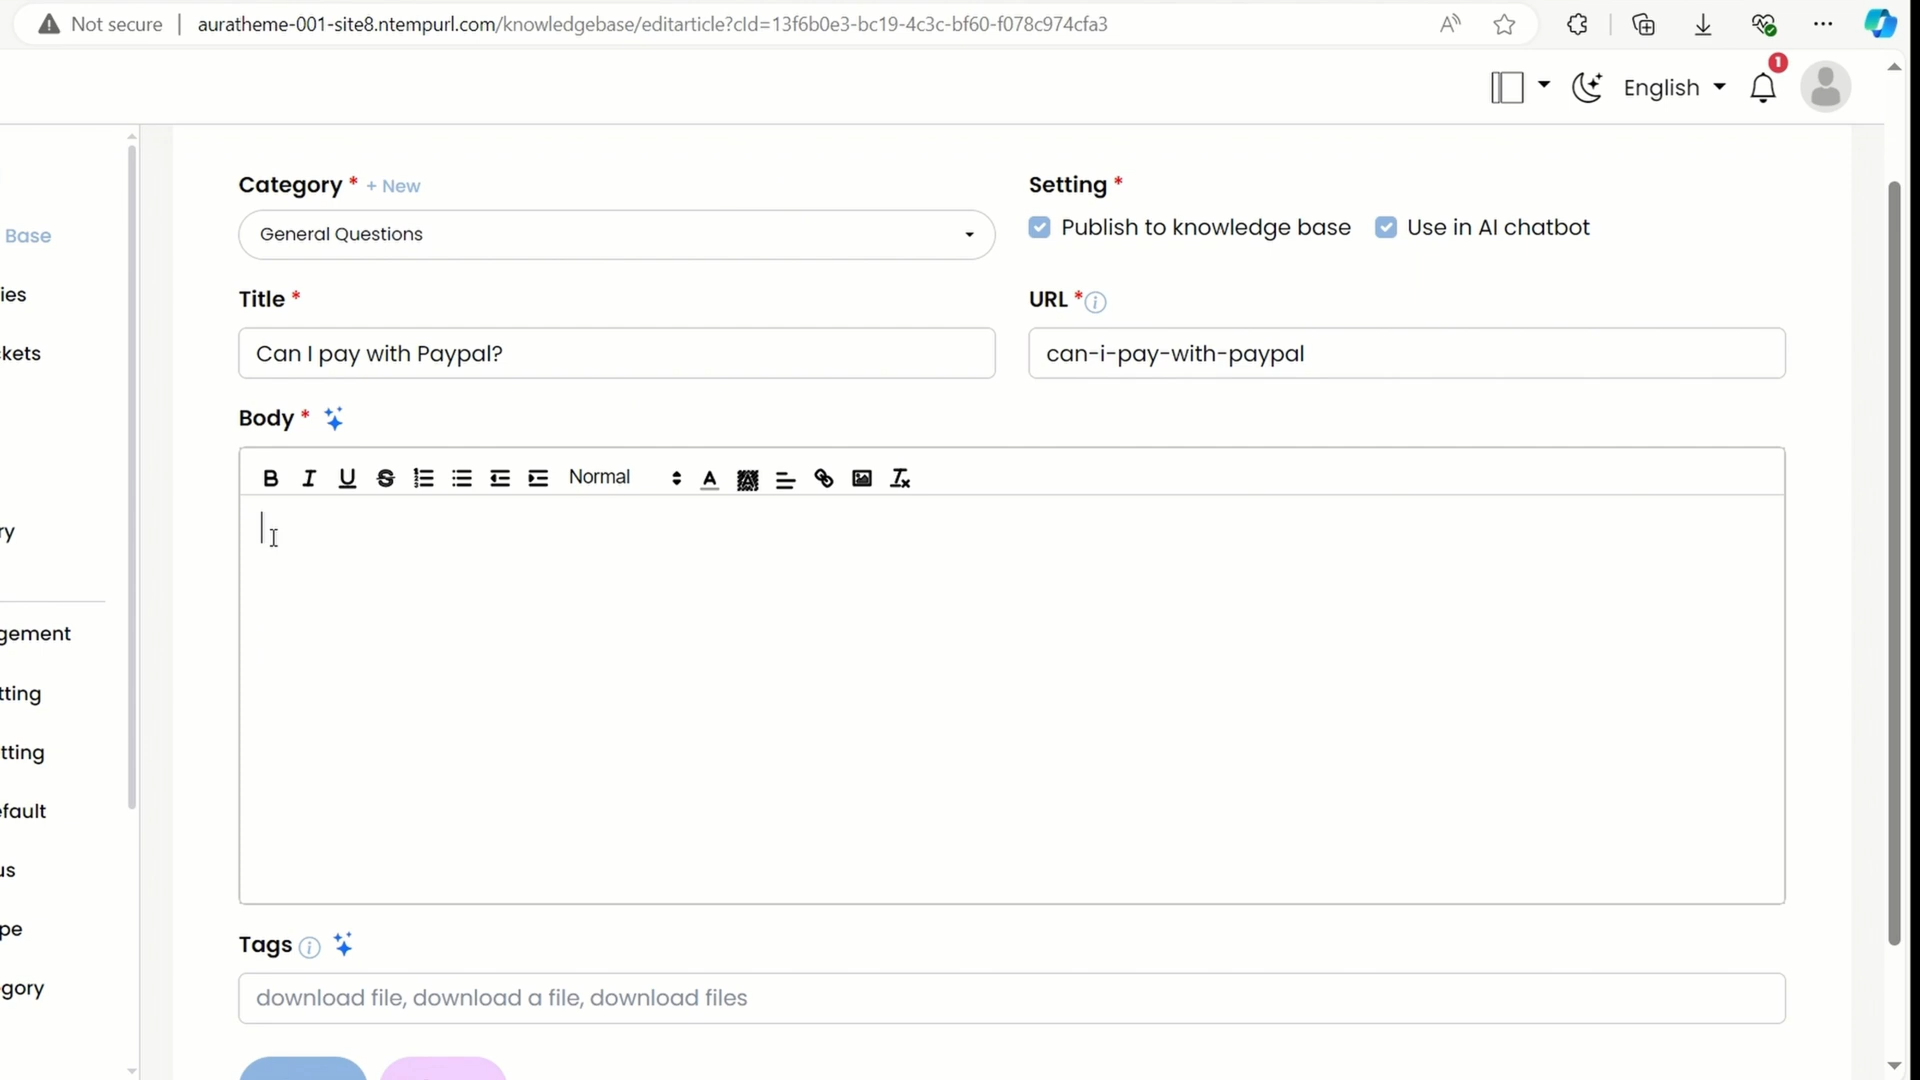 Not secure auratheme-001-site8.ntempurl.com/knowledgebase/editarticle?cId=13f6b0e3-bc19-4c3c-bf60-f078c974cfa3
English 1
Category * + New
Setting *
General Questions
Publish to knowledge base Use in AI chatbot
Title *
URL *
Can I pay with Paypal?
can-i-pay-with-paypal
Body *
Normal
Tags
download file, download a file, download files
Base
ies
kets
ry
gement
tting
tting
efault
us
pe
gory